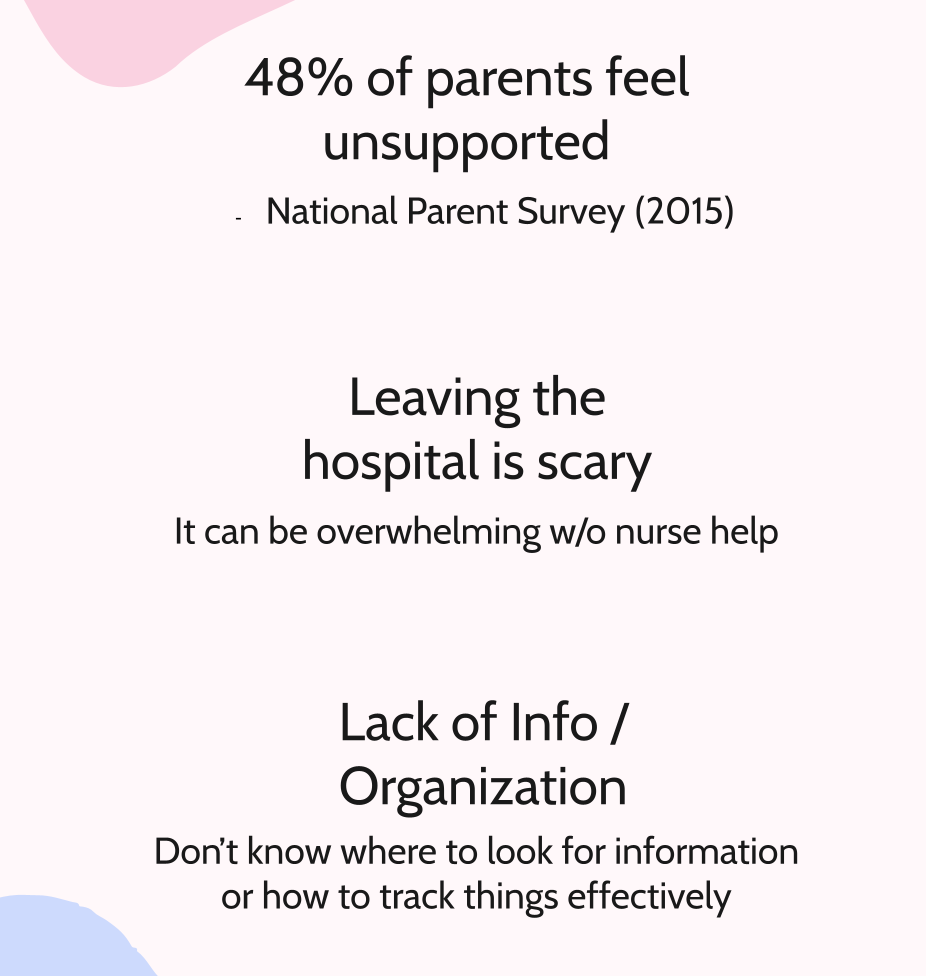 48% of parents feel
unsupported
- National Parent Survey (2015)
Leaving the
hospital is scary
It can be overwhelming w/o nurse help
Lack of Info /
Organization
Don’t know where to look for information
or how to track things effectively